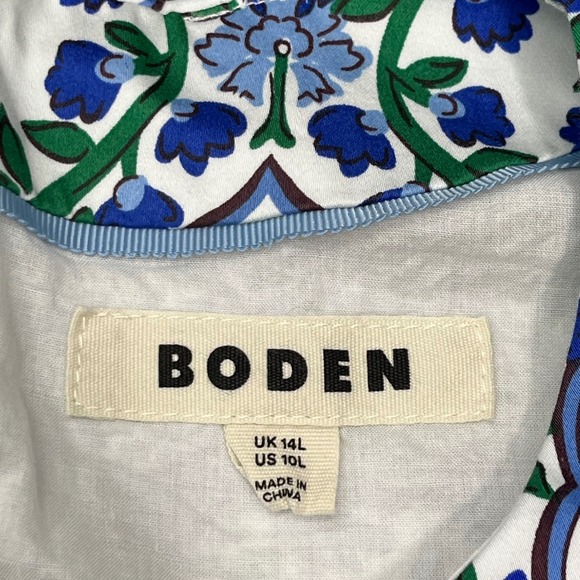 BODEN
UK 14L
US 10L
MADE IN
CHINA